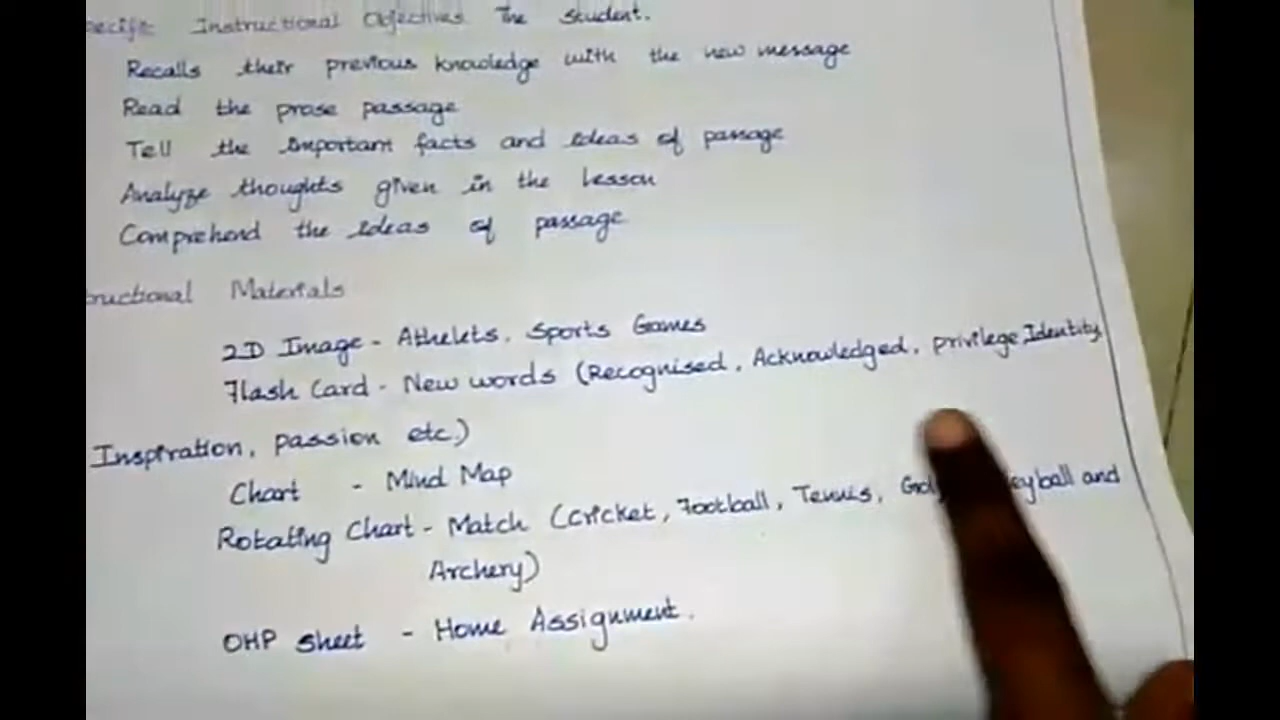 Instructional Objectives The student.
Recalls their previous knowledge with the new message
Read the prose passage
Tell the important facts and ideas of passage
Analyze thoughts given in the lesson
Comprehend the ideas of passage
Materials
2D Image - Athelets, Sports Games
Flash Card - New words (Recognised, Acknowledged, privilege, Identity,
Inspiration, passion etc.)
Chart - Mind Map
Rotating Chart - Match (Cricket, Football, Tennis, and
Archery)
OHP sheet - Home Assignment.